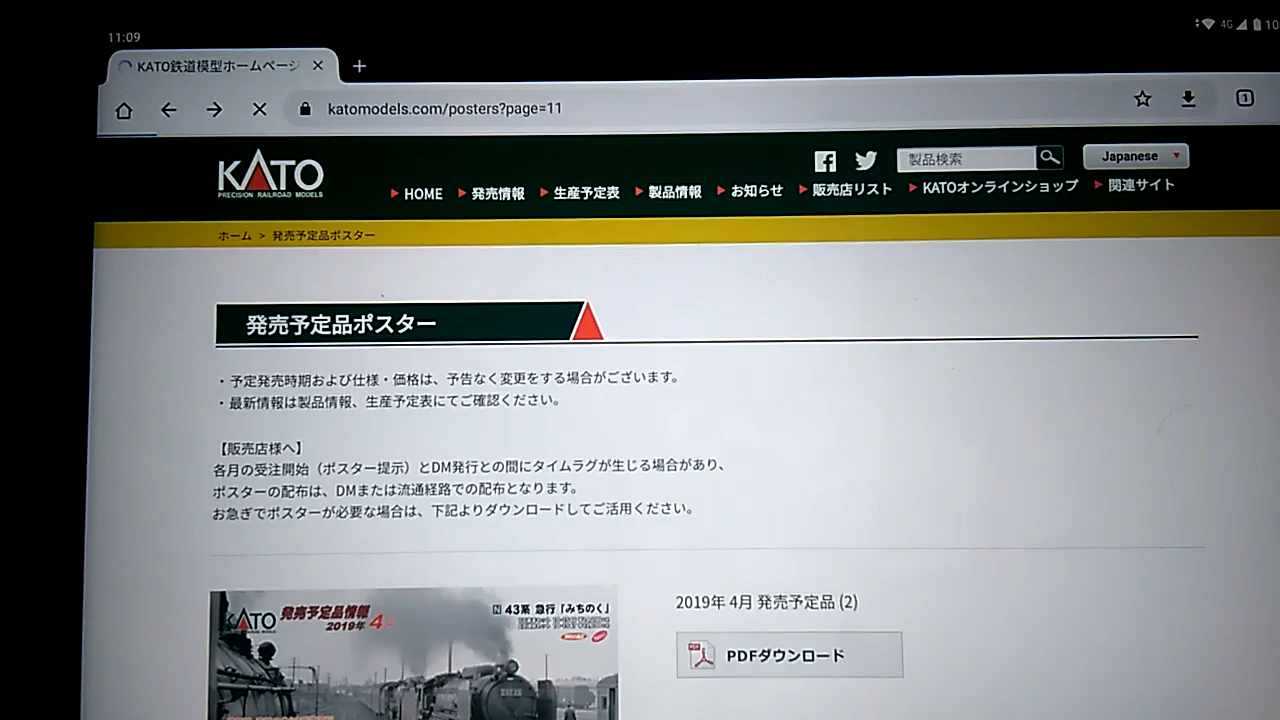 11:09
4G
10
KATO鉄道模型ホームページ
katomodels.com/posters?page=11
1
KATO
PRECISION RAILROAD MODELS
製品検索
Japanese
HOME
発売情報
生産予定表
製品情報
お知らせ
販売店リスト
KATOオンラインショップ
関連サイト
ホーム > 発売予定品ポスター
発売予定品ポスター
・予定発売時期および仕様・価格は、予告なく変更をする場合がございます。
・最新情報は製品情報、生産予定表にてご確認ください。
【販売店様へ】
各月の受注開始（ポスター提示）とDM発行との間にタイムラグが生じる場合があり、
ポスターの配布は、DMまたは流通経路での配布となります。
お急ぎでポスターが必要な場合は、下記よりダウンロードしてご活用ください。
KATO
発売予定品情報
2019年 4月
N 43系 急行「みちのく」
2019年 4月 発売予定品 (2)
PDF
PDFダウンロード